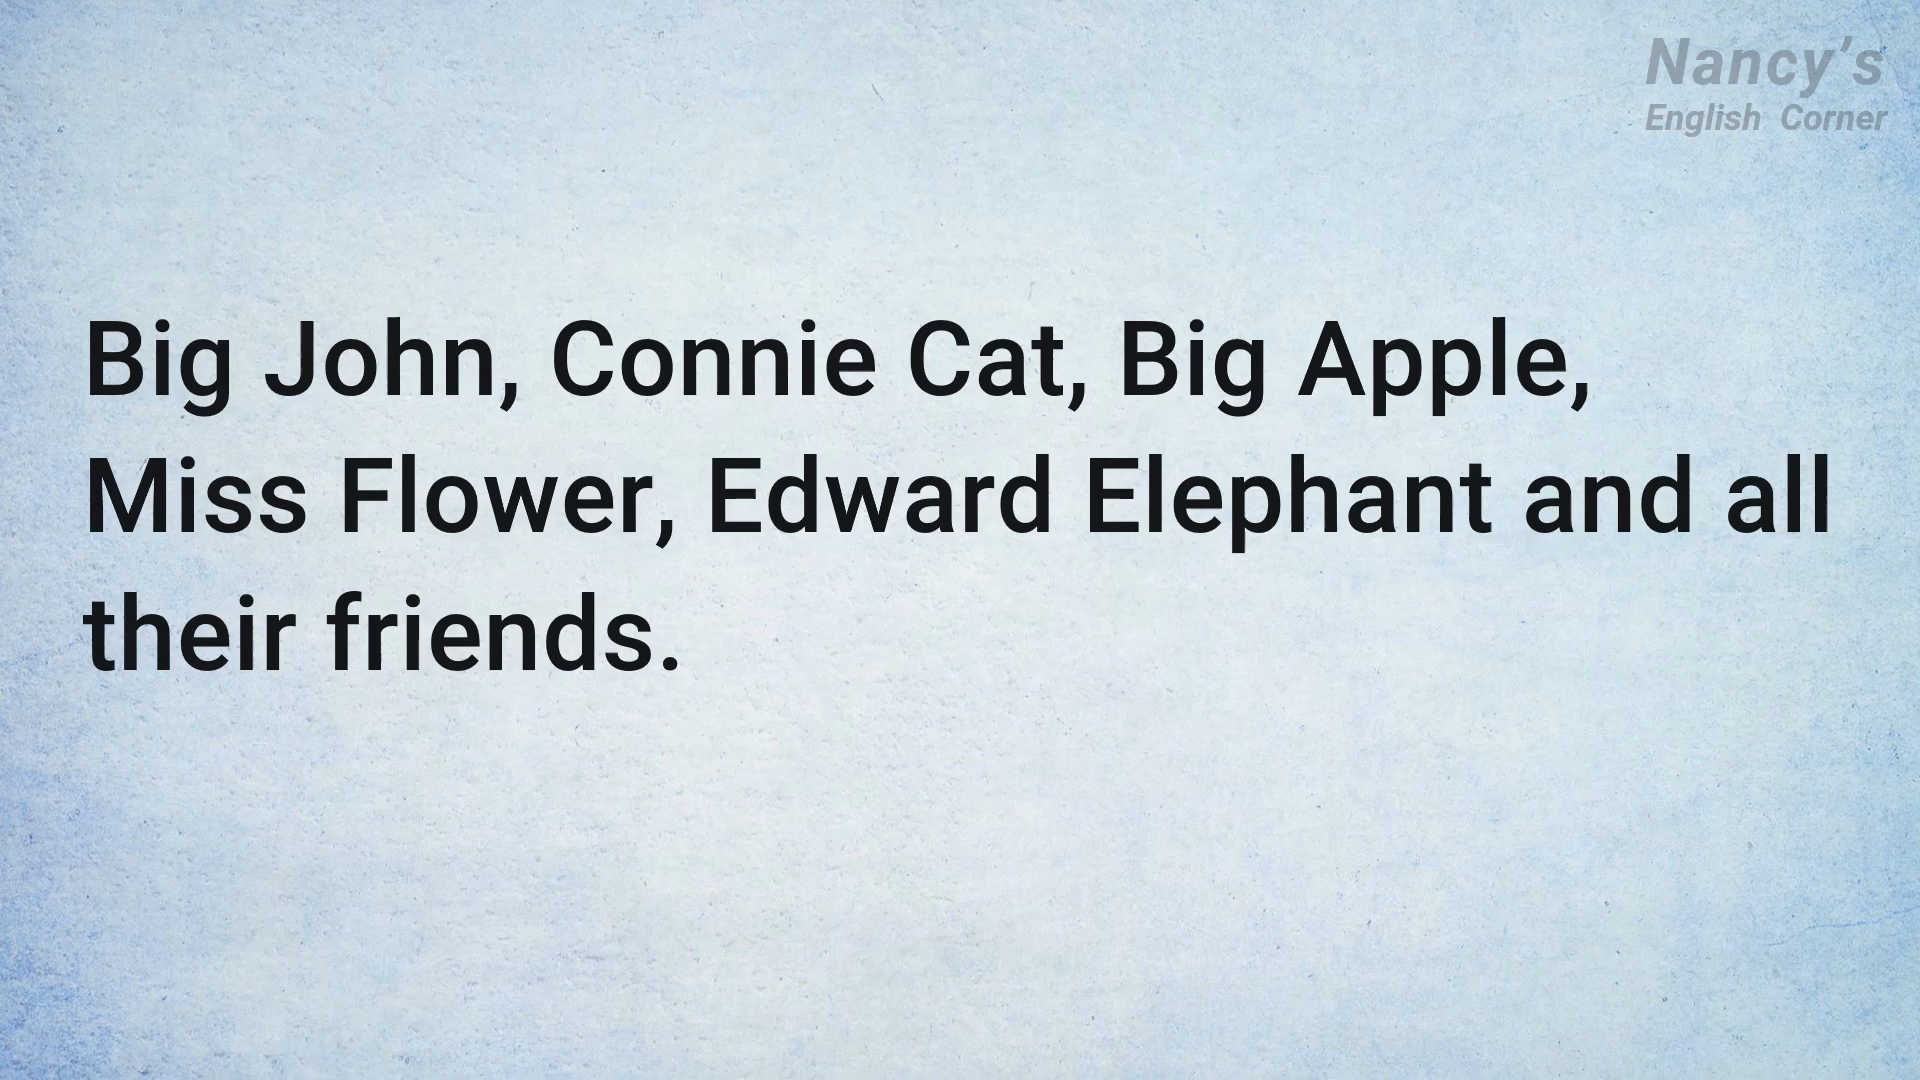 Nancy’s
English Corner
Big John, Connie Cat, Big Apple,
Miss Flower, Edward Elephant and all
their friends.